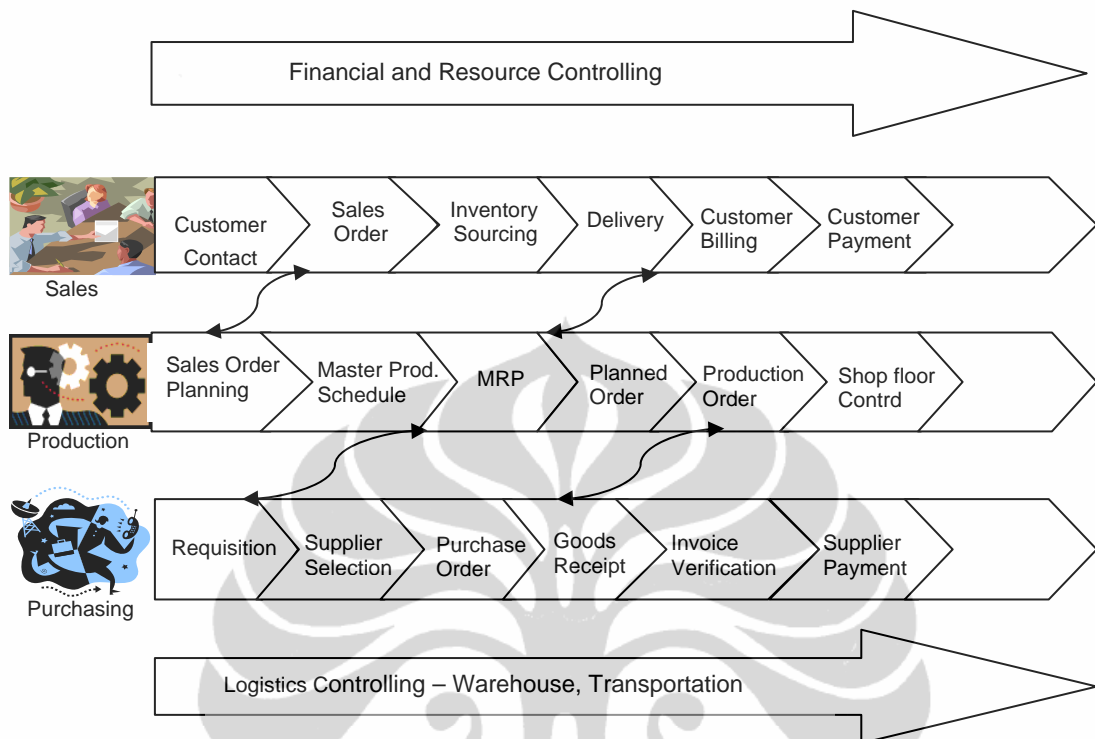 Financial and Resource Controlling
Customer
Contact
Sales
Order
Inventory
Sourcing
Delivery
Customer
Billing
Customer
Payment
Sales
Sales Order
Planning
Master Prod.
Schedule
MRP
Planned
Order
Production
Order
Shop floor
Contrd
Production
Requisition
Supplier
Selection
Purchase
Order
Goods
Receipt
Invoice
Verification
Supplier
Payment
Purchasing
Logistics Controlling – Warehouse, Transportation